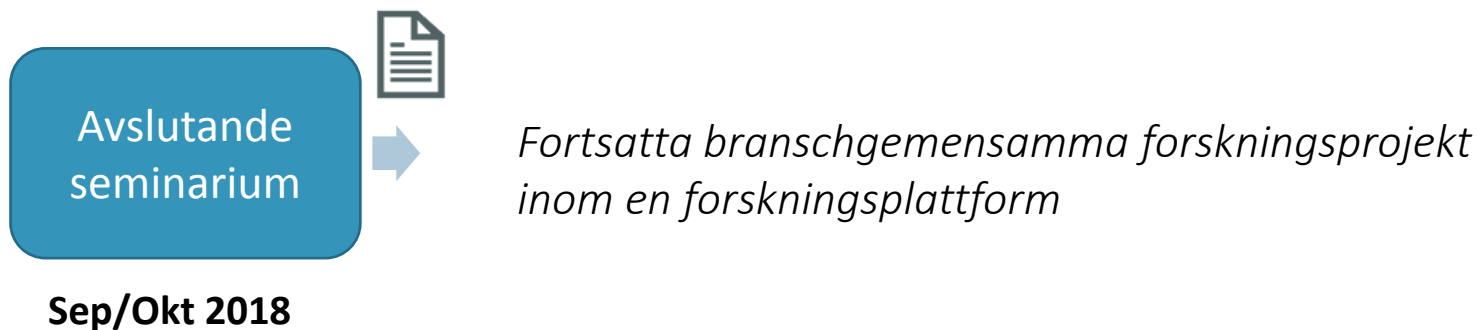 Avslutande
seminarium
Fortsatta branschgemensamma forskningsprojekt
inom en forskningsplattform
Sep/Okt 2018